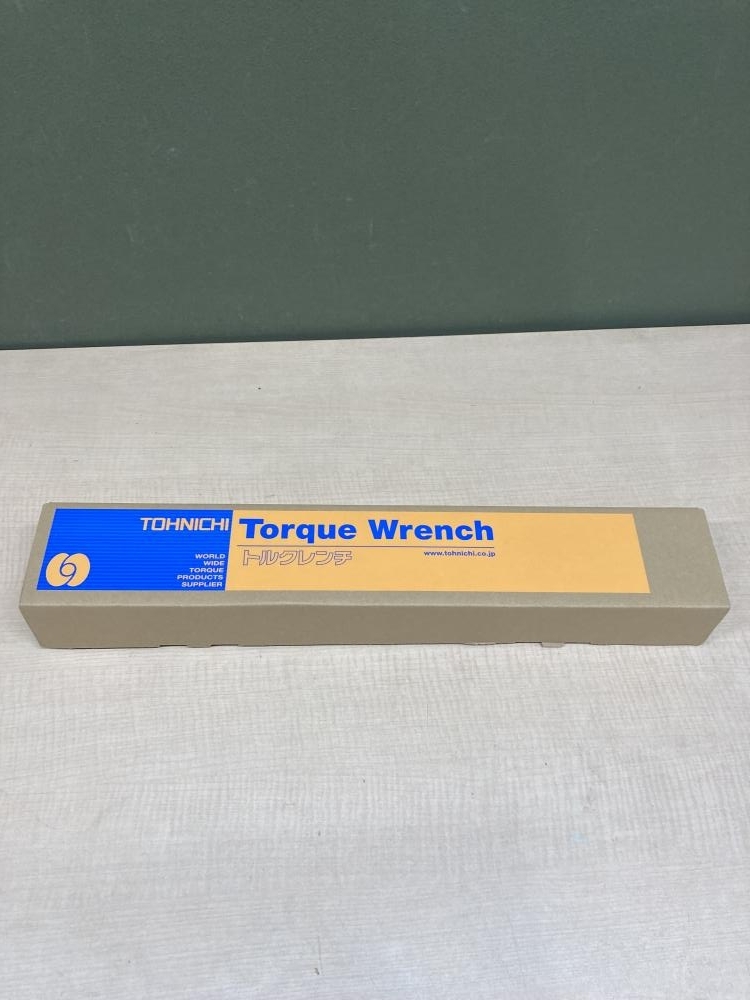 TOHNICHI
WORLD
WIDE
TORQUE
PRODUCTS
SUPPLIER
Torque Wrench
トルクレンチ
www.tohnichi.co.jp